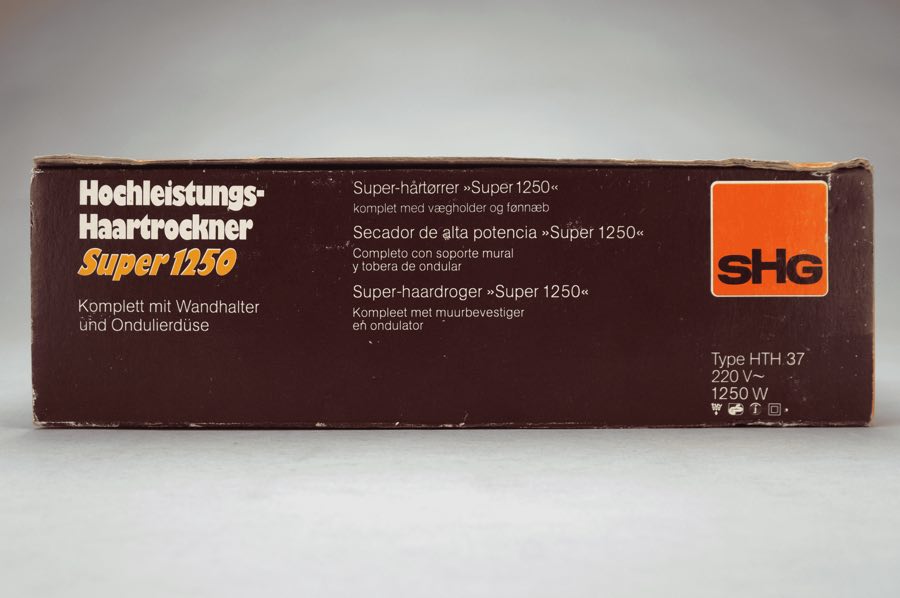 Hochleistungs-
Haartrockner
Super 1250
Komplett mit Wandhalter
und Ondulierdüse
Super-hårtørrer »Super 1250«
komplet med vægholder og fønnæb
Secador de alta potencia »Super 1250«
Completo con soporte mural
y tobera de ondular
Super-haardroger »Super 1250«
Kompleet met muurbevestiger
en ondulator
SHG
Type HTH 37
220 V~
1250 W